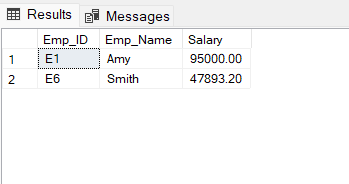 Results Messages
Emp_ID Emp_Name Salary
1 E1 Amy 95000.00
2 E6 Smith 47893.20